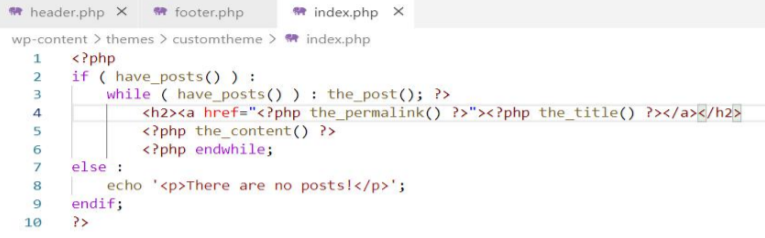 header.php ✕ footer.php index.php ✕
wp-content > themes > customtheme > index.php
1 <?php
2 if ( have_posts() ) :
3 while ( have_posts() ) : the_post(); ?>
4 <h2><a href="<?php the_permalink() ?>"><?php the_title() ?></a></h2>
5 <?php the_content() ?>
6 <?php endwhile;
7 else :
8 echo '<p>There are no posts!</p>';
9 endif;
10 ?>